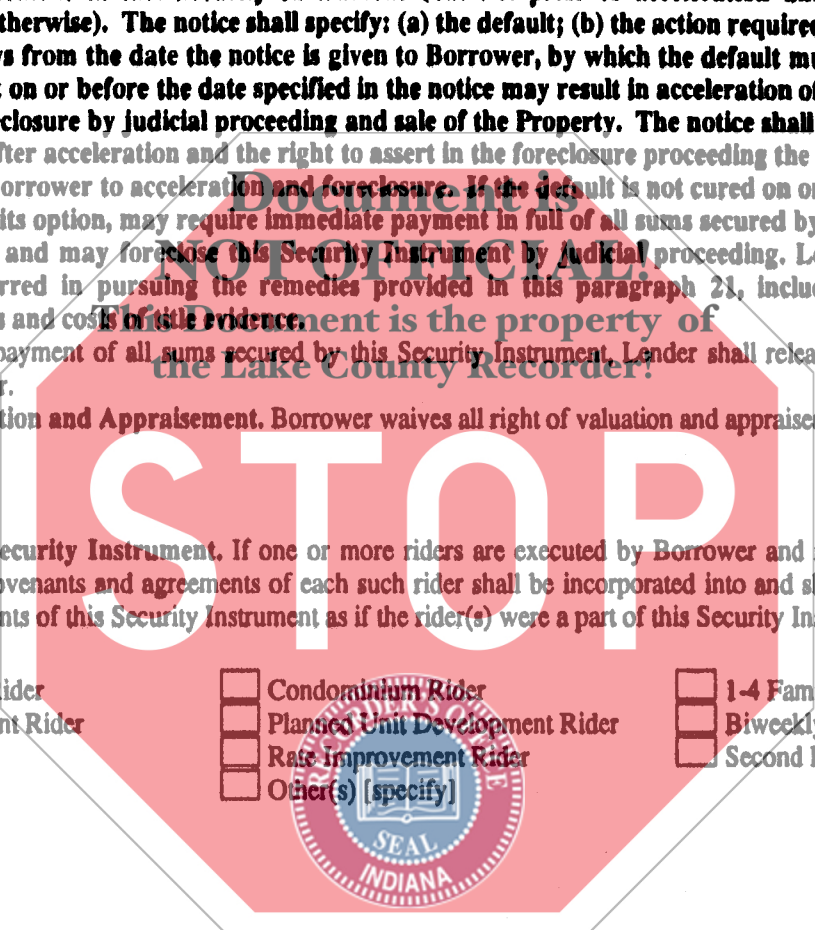 therwise). The notice shall specify: (a) the default; (b) the action required
s from the date the notice is given to Borrower, by which the default mu
on or before the date specified in the notice may result in acceleration of
closure by judicial proceeding and sale of the Property. The notice shall
fter acceleration and the right to assert in the foreclosure proceeding the
Document is
orrower to acceleration and foreclosure. If the default is not cured on or
its option, may require immediate payment in full of all sums secured by
NOT OFFICIAL!
and may foreclose this Security Instrument by judicial proceeding. L
rred in pursuing the remedies provided in this paragraph 21, inclu
This Document is the property of
s and costs of title evidence.
payment of all sums secured by this Security Instrument, Lender shall relea
the Lake County Recorder!
r.
tion and Appraisement. Borrower waives all right of valuation and appraise
STOP
ecurity Instrument. If one or more riders are executed by Borrower and
ovenants and agreements of each such rider shall be incorporated into and s
nts of this Security Instrument as if the rider(s) were a part of this Security In
ider Condominium Rider 1-4 Fam
nt Rider Planned Unit Development Rider Biweekly
Rate Improvement Rider Second
Other(s) [specify]
RECORDER'S OFFICE
SEAL
INDIANA